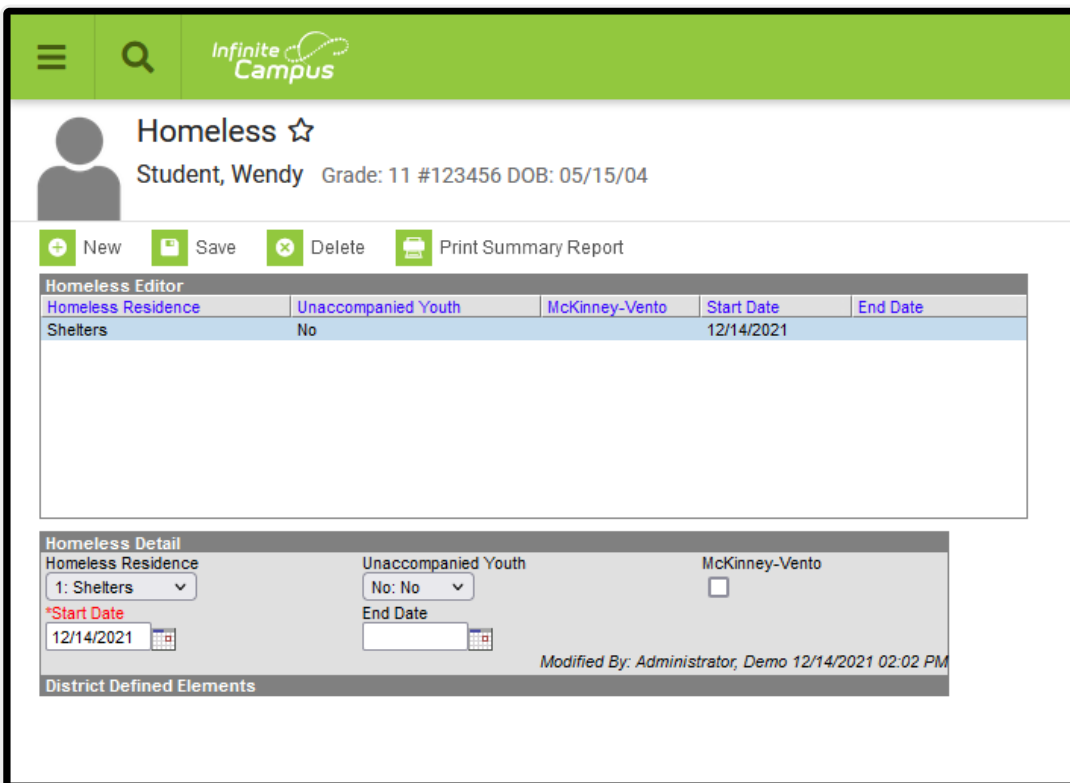 Infinite Campus
Homeless
Student, Wendy Grade: 11 #123456 DOB: 05/15/04
New Save Delete Print Summary Report
Homeless Editor
Homeless Residence Unaccompanied Youth McKinney-Vento Start Date End Date
Shelters No 12/14/2021
Homeless Detail
Homeless Residence Unaccompanied Youth McKinney-Vento
1: Shelters No: No
*Start Date End Date
12/14/2021
Modified By: Administrator, Demo 12/14/2021 02:02 PM
District Defined Elements